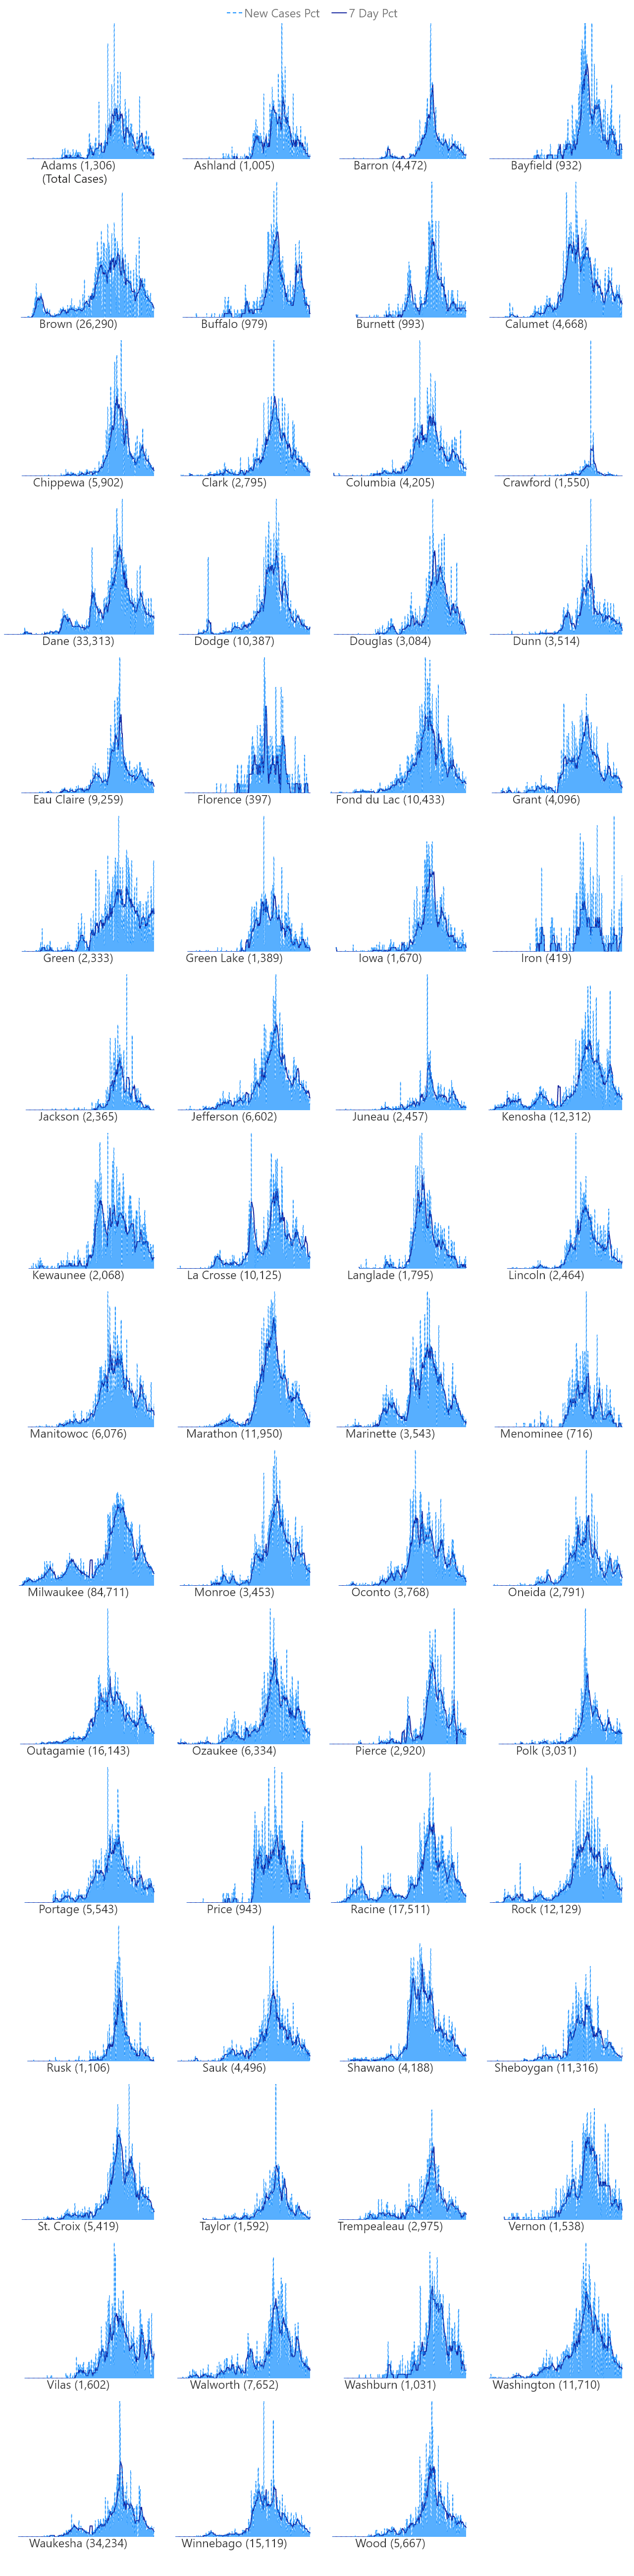 New Cases Pct 7 Day Pct
Adams (1,306) Ashland (1,005) Barron (4,472) Bayfield (932)
(Total Cases)
Brown (26,290) Buffalo (979) Burnett (993) Calumet (4,668)
Chippewa (5,902) Clark (2,795) Columbia (4,205) Crawford (1,550)
Dane (33,313) Dodge (10,387) Douglas (3,084) Dunn (3,514)
Eau Claire (9,259) Florence (397) Fond du Lac (10,433) Grant (4,096)
Green (2,333) Green Lake (1,389) Iowa (1,670) Iron (419)
Jackson (2,365) Jefferson (6,602) Juneau (2,457) Kenosha (12,312)
Kewaunee (2,068) La Crosse (10,125) Langlade (1,795) Lincoln (2,464)
Manitowoc (6,076) Marathon (11,950) Marinette (3,543) Menominee (716)
Milwaukee (84,711) Monroe (3,453) Oconto (3,768) Oneida (2,791)
Outagamie (16,143) Ozaukee (6,334) Pierce (2,920) Polk (3,031)
Portage (5,543) Price (943) Racine (17,511) Rock (12,129)
Rusk (1,106) Sauk (4,496) Shawano (4,188) Sheboygan (11,316)
St. Croix (5,419) Taylor (1,592) Trempealeau (2,975) Vernon (1,538)
Vilas (1,602) Walworth (7,652) Washburn (1,031) Washington (11,710)
Waukesha (34,234) Winnebago (15,119) Wood (5,667)